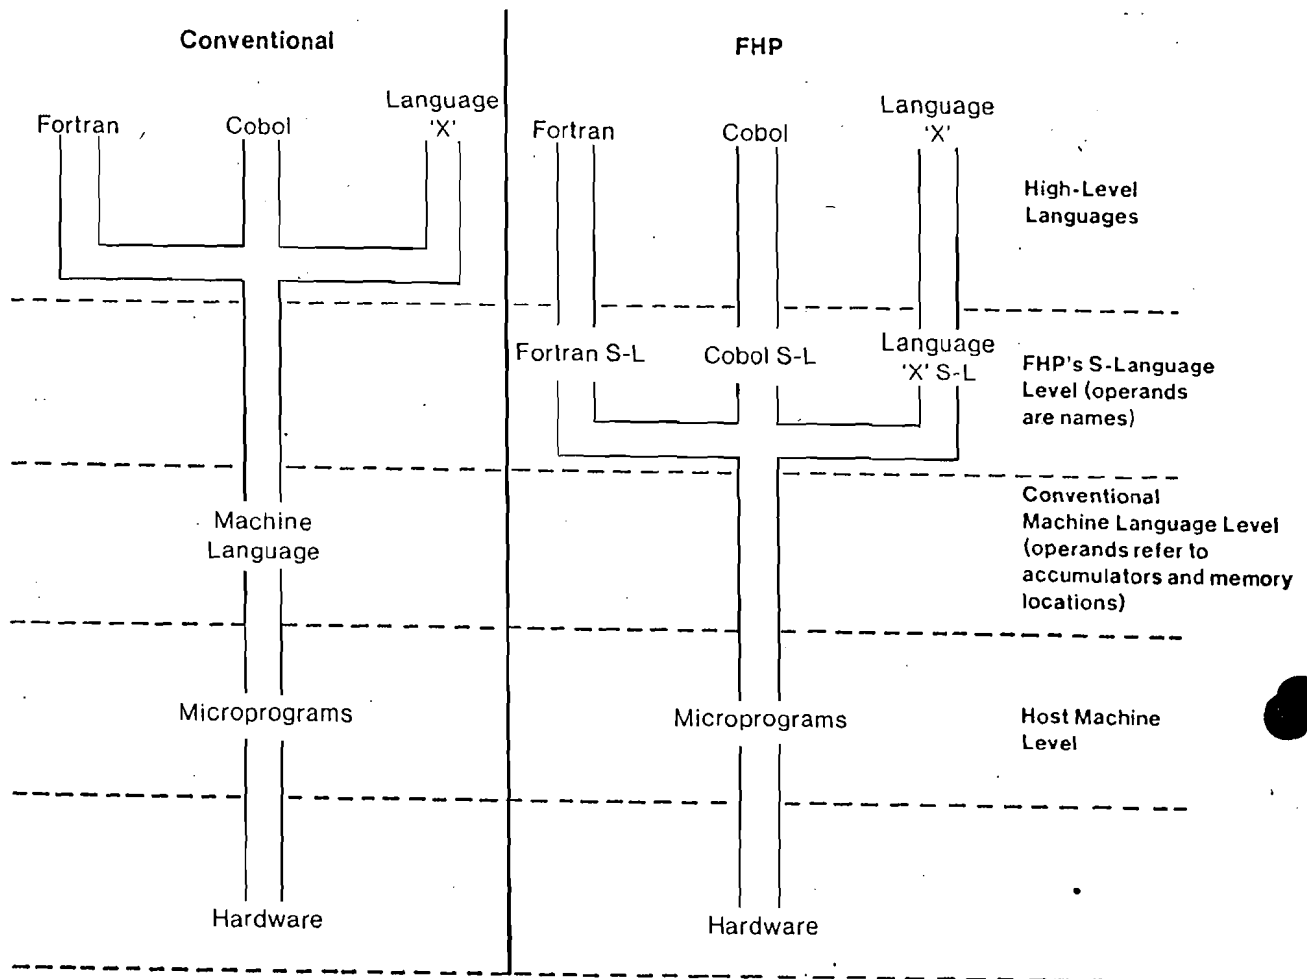 Conventional
Fortran
Cobol
Language
'X'
Machine
Language
Microprograms
Hardware
FHP
Fortran
Cobol
Language
'X'
Fortran S-L
Cobol S-L
Language
'X' S-L
Microprograms
Hardware
High-Level
Languages
FHP's S-Language
Level (operands
are names)
Conventional
Machine Language Level
(operands refer to
accumulators and memory
locations)
Host Machine
Level